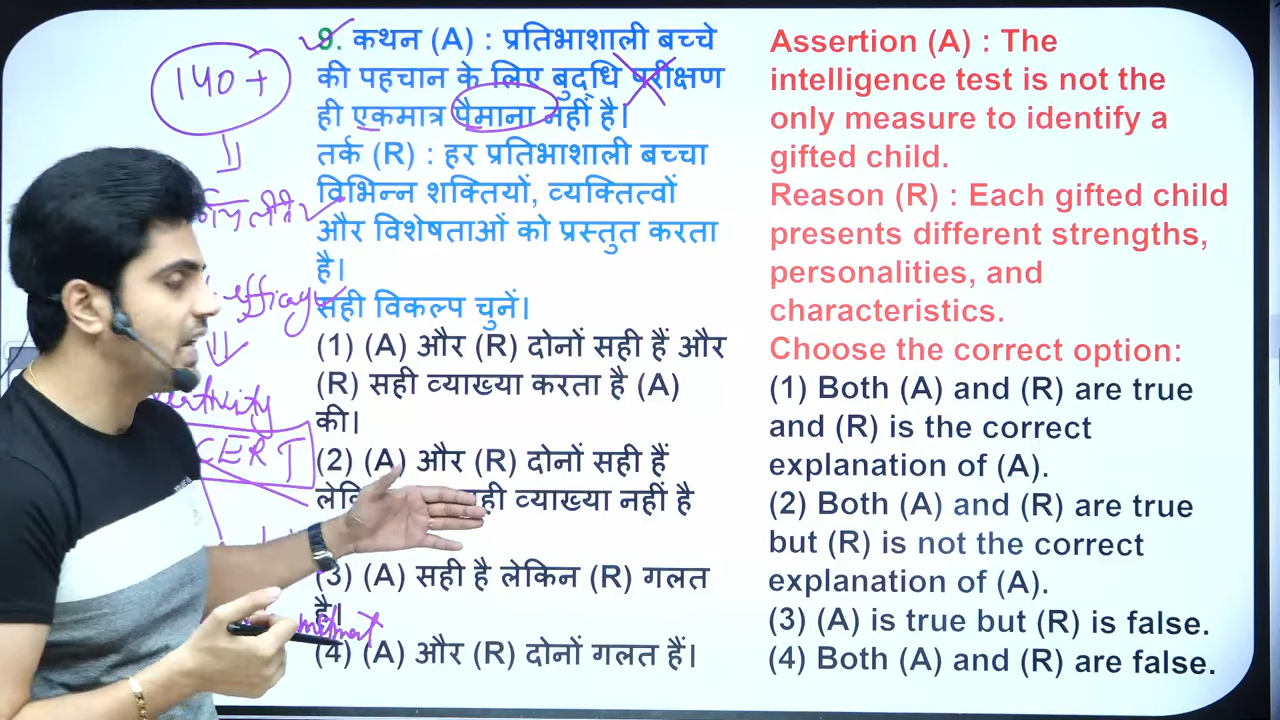 140+
9. कथन (A) : प्रतिभाशाली बच्चे
की पहचान के लिए बुद्धि परीक्षण
ही एकमात्र पैमाना नहीं है।
तर्क (R) : हर प्रतिभाशाली बच्चा
विभिन्न शक्तियों, व्यक्तित्वों
और विशेषताओं को प्रस्तुत करता
है।
सही विकल्प चुनें।
(1) (A) और (R) दोनों सही हैं और
(R) सही व्याख्या करता है (A)
की।
(2) (A) और (R) दोनों सही हैं
व्याख्या नहीं है
(3) (A) सही है लेकिन (R) गलत
है।
(4) (A) और (R) दोनों गलत हैं।
efficacy
CERT
Assertion (A) : The
intelligence test is not the
only measure to identify a
gifted child.
Reason (R) : Each gifted child
presents different strengths,
personalities, and
characteristics.
Choose the correct option:
(1) Both (A) and (R) are true
and (R) is the correct
explanation of (A).
(2) Both (A) and (R) are true
but (R) is not the correct
explanation of (A).
(3) (A) is true but (R) is false.
(4) Both (A) and (R) are false.